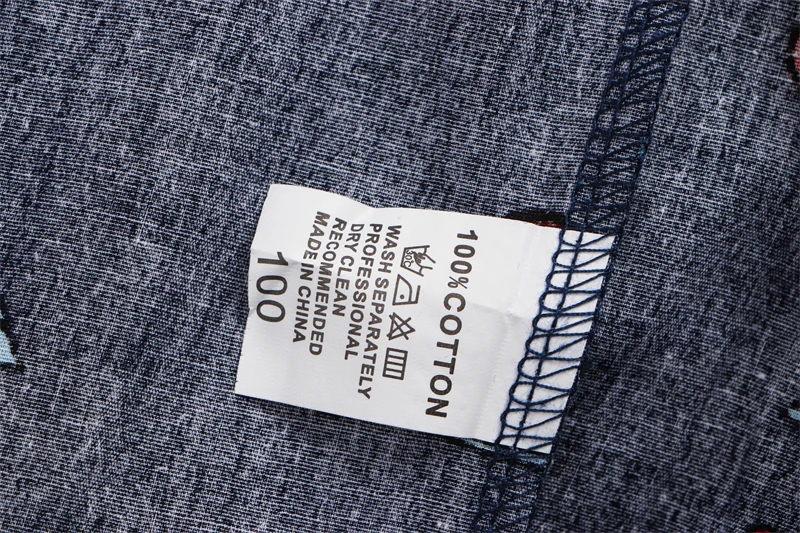 100%COTTON
WASH SEPARATELY
PROFESSIONAL
DRY CLEAN
RECOMMENDED
MADE IN CHINA
100